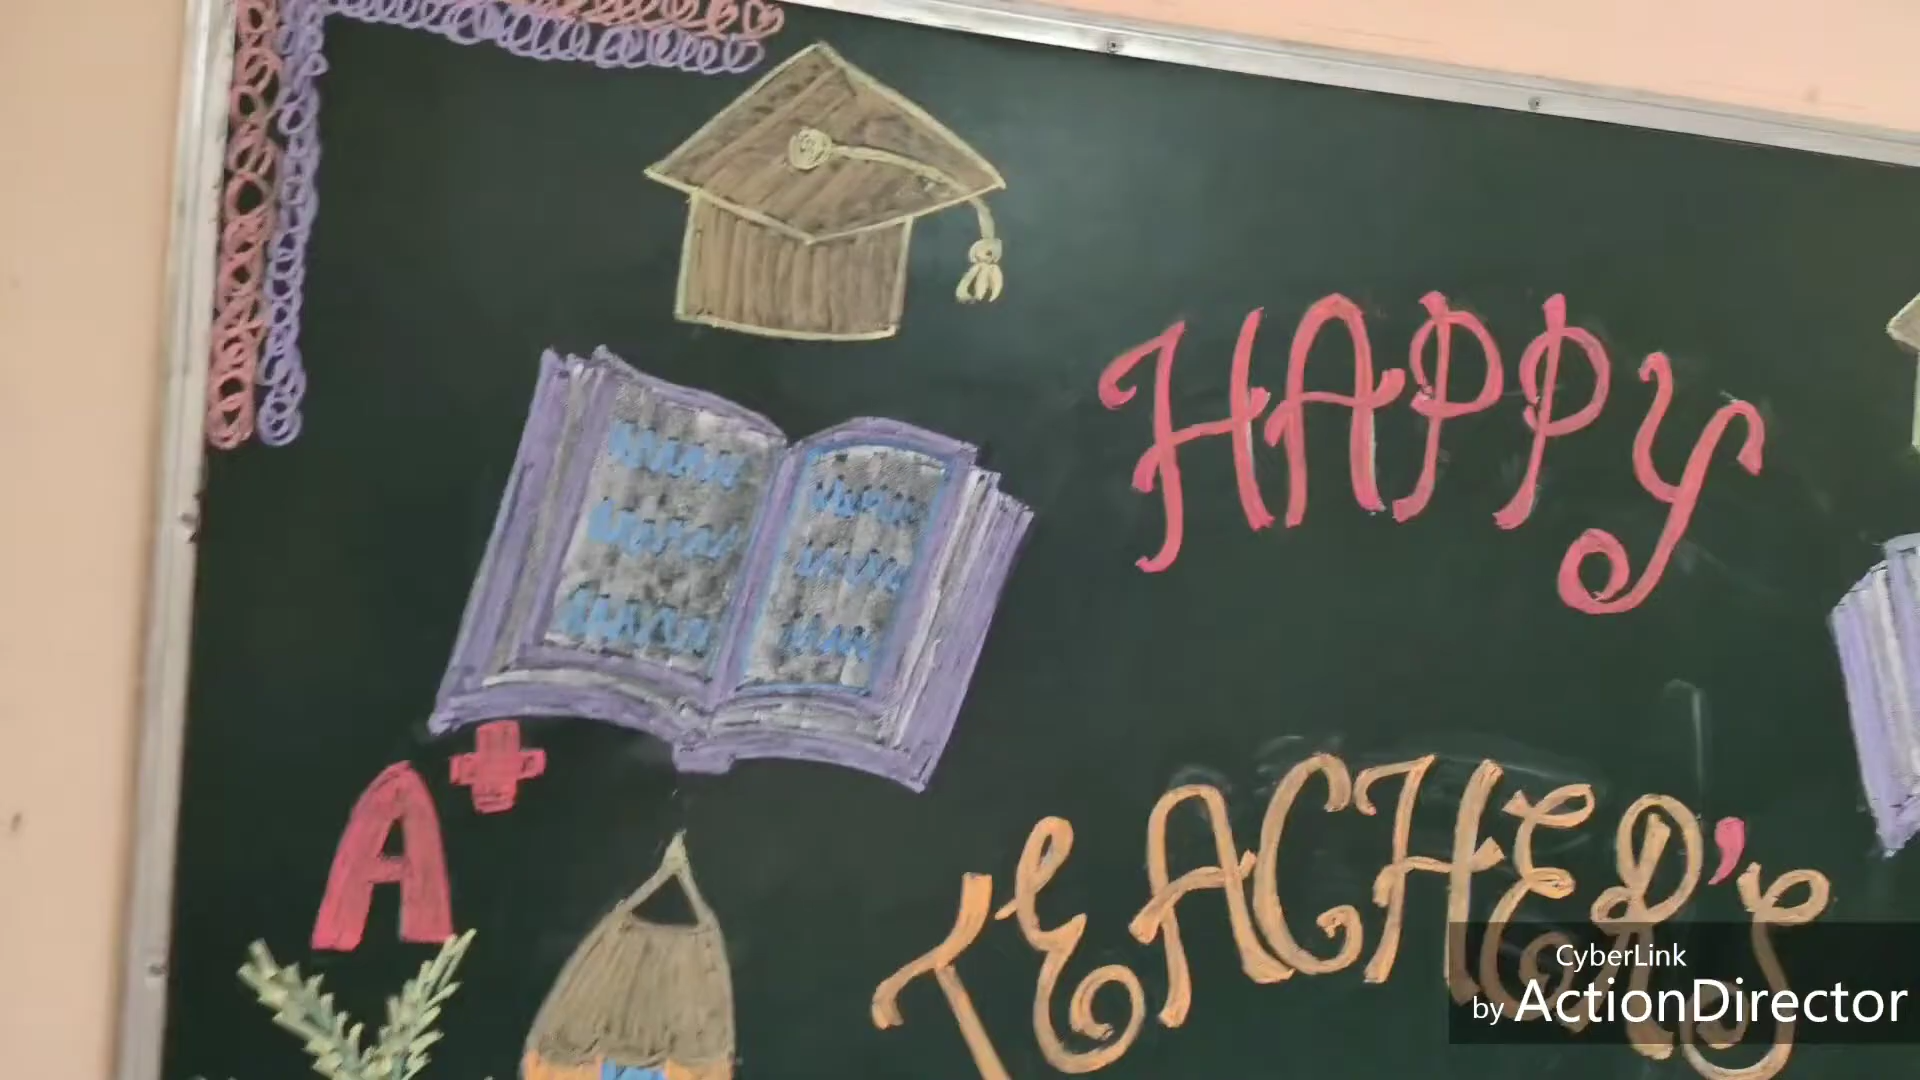 HAPPY
A+
TEACHER'S
CyberLink
by ActionDirector